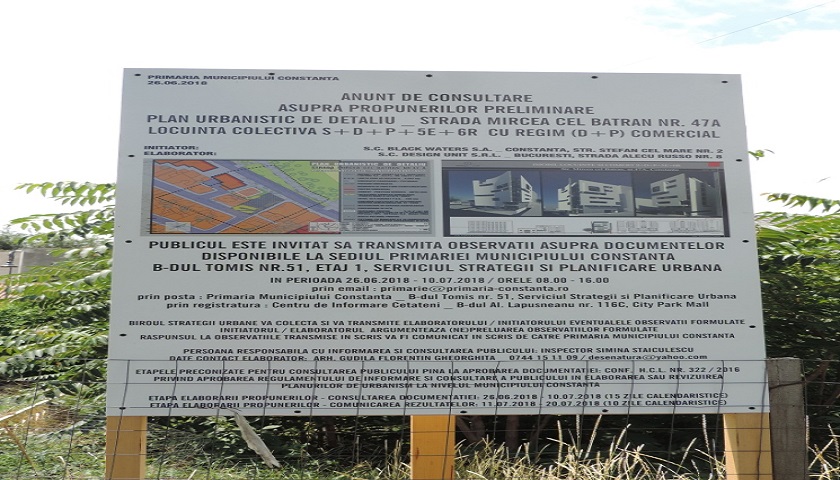 PRIMARIA MUNICIPIULUI CONSTANTA
26.06.2018
ANUNT DE CONSULTARE
ASUPRA PROPUNERILOR PRELIMINARE
PLAN URBANISTIC DE DETALIU _ STRADA MIRCEA CEL BATRAN NR. 47A
LOCUINTA COLECTIVA S+D+P+5E+6R CU REGIM (D+P) COMERCIAL
INITIATOR: S.C. BLACK WATERS S.A. _ CONSTANTA, STR. STEFAN CEL MARE NR. 2
ELABORATOR: S.C. DESIGN UNIT S.R.L. _ BUCURESTI, STRADA ALECU RUSSO NR. 8
PLAN URBANISTIC DE DETALIU
PUBLICUL ESTE INVITAT SA TRANSMITA OBSERVATII ASUPRA DOCUMENTELOR
DISPONIBILE LA SEDIUL PRIMARIEI MUNICIPIULUI CONSTANTA
B-DUL TOMIS NR.51, ETAJ 1, SERVICIUL STRATEGII SI PLANIFICARE URBANA
IN PERIOADA 26.06.2018 - 10.07.2018 / ORELE 08.00 - 16.00
prin email : primarie@primaria-constanta.ro
prin posta : Primaria Municipiului Constanta _ B-dul Tomis nr. 51, Serviciul Strategii si Planificare Urbana
prin registratura : Centru de Informare Cetateni _ B-dul Al. Lapusneanu nr. 116C, City Park Mall
BIROUL STRATEGII URBANE VA COLECTA SI VA TRANSMITE ELABORATORULUI / INITIATORULUI EVENTUALELE OBSERVATII FORMULATE
INITIATORUL / ELABORATORUL ARGUMENTEAZA (NE)PRELUAREA OBSERVATIILOR FORMULATE
RASPUNSUL LA OBSERVATIILE TRANSMISE IN SCRIS VA FI COMUNICAT IN SCRIS DE CATRE PRIMARIA MUNICIPIULUI CONSTANTA
PERSOANA RESPONSABILA CU INFORMAREA SI CONSULTAREA PUBLICULUI: INSPECTOR SIMINA STAICULESCU
DATE CONTACT ELABORATOR: ARH. GUDILA FLORENTIN GHEORGHITA _ 0744 15 11 09 / desenatura@yahoo.com
ETAPELE PRECONIZATE PENTRU CONSULTAREA PUBLICULUI PINA LA APROBAREA DOCUMENTATIEI: CONF. H.C.L. NR. 322 / 2016
PRIVIND APROBAREA REGULAMENTULUI DE INFORMARE SI CONSULTARE A PUBLICULUI IN ELABORAREA SAU REVIZUIREA
PLANURILOR DE URBANISM LA NIVELUL MUNICIPIULUI CONSTANTA
ETAPA ELABORARII PROPUNERILOR - CONSULTAREA DOCUMENTATIEI: 26.06.2018 - 10.07.2018 (15 ZILE CALENDARISTICE)
ETAPA ELABORARII PROPUNERILOR - COMUNICAREA REZULTATELOR: 11.07.2018 - 20.07.2018 (10 ZILE CALENDARISTICE)